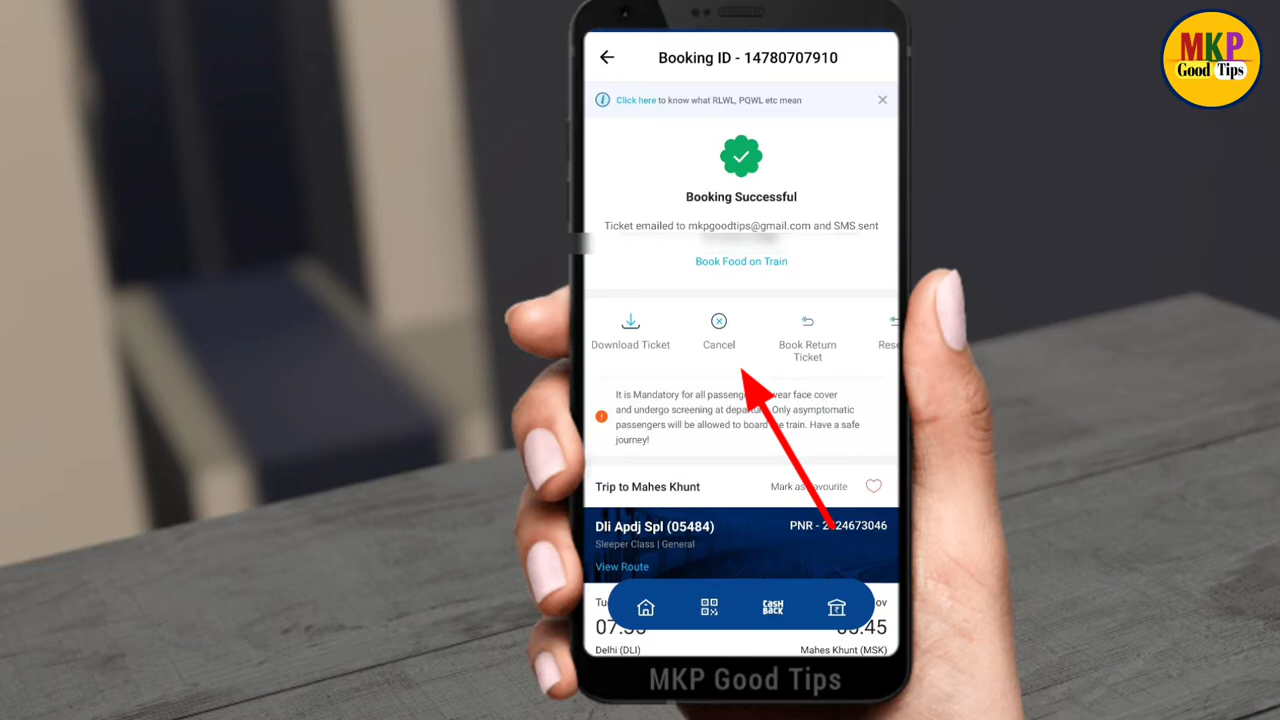 MKP
Good Tips
Booking ID - 14780707910
Click here to know what RLWL, PQWL etc mean
Booking Successful
Ticket emailed to mkpgoodtips@gmail.com and SMS sent
Book Food on Train
Download Ticket
Cancel
Book Return
Ticket
It is Mandatory for all wear face cover
and undergo screening at Only asymptomatic
passengers will be allowed to board the train. Have a safe
journey!
Trip to Mahes Khunt
Mark as Favourite
Dli Apdj Spl (05484)
PNR - 2 24673046
Sleeper Class | General
View Route
CASH
BACK
Delhi (DLI)
Mahes Khunt (MSK)
MKP Good Tips